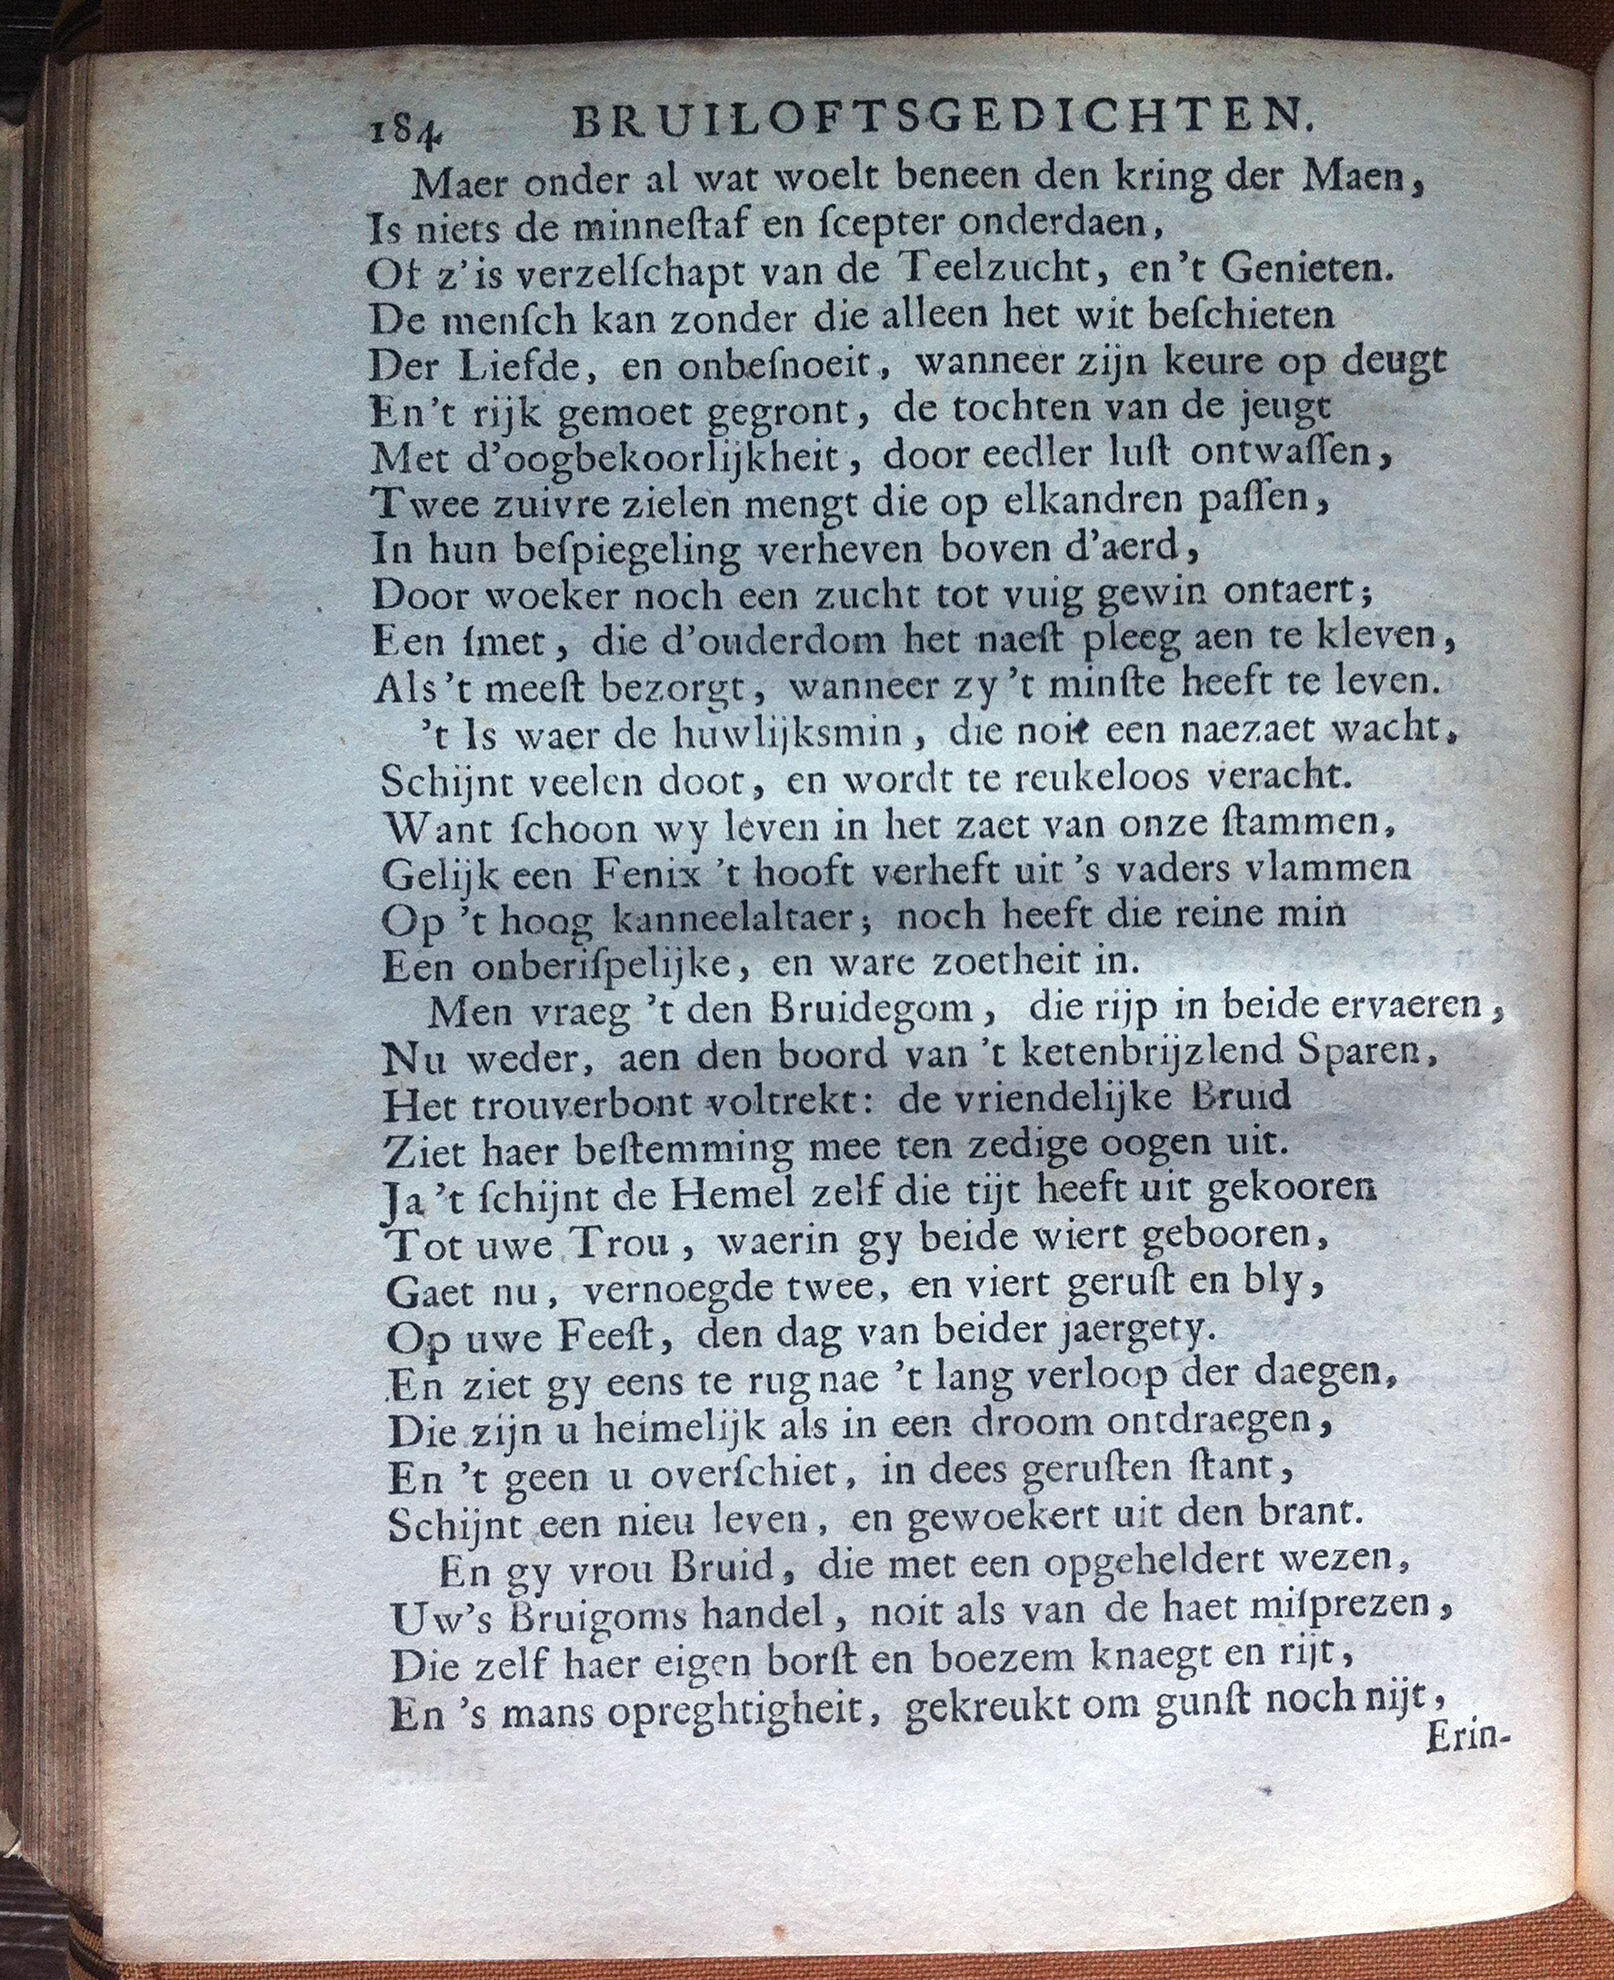 184 BRUILOFTSGEDICHTEN.
Maer onder al wat woelt beneen den kring der Maen,
Is niets de minneſtaf en ſcepter onderdaen,
Of z'is verzelſchapt van de Teelzucht, en't Genieten.
De menſch kan zonder die alleen het wit beſchieten
Der Liefde, en onbeſnoeit, wanneer zijn keure op deugt
En't rijk gemoet gegront, de tochten van de jeugt
Met d'oogbekoorlijkheit, door eedler luſt ontwaſſen,
Twee zuivre zielen mengt die op elkandren paſſen,
In hun beſpiegeling verheven boven d'aerd,
Door woeker noch een zucht tot vuig gewin ontaert;
Een ſmet, die d'ouderdom het naeſt pleeg aen te kleven,
Als't meeſt bezorgt, wanneer zy 't minſte heeft te leven.
't Is waer de huwlijksmin, die noit een naezaet wacht,
Schijnt veelen doot, en wordt te reukeloos veracht.
Want ſchoon wy leven in het zaet van onze ſtammen,
Gelijk een Fenix 't hooft verheft uit 's vaders vlammen
Op 't hoog kanneelaltaer; noch heeft die reine min
Een onberiſpelijke, en ware zoetheit in.
Men vraeg 't den Bruidegom, die rijp in beide ervaeren,
Nu weder, aen den boord van 't ketenbrijzlend Sparen,
Het trouverbont voltrekt: de vriendelijke Bruid
Ziet haer beſtemming mee ten zedige oogen uit.
Ja 't ſchijnt de Hemel zelf die tijt heeft uit gekooren
Tot uwe Trou, waerin gy beide wiert gebooren,
Gaet nu, vernoegde twee, en viert geruſt en bly,
Op uwe Feeſt, den dag van beider jaergety.
En ziet gy eens te rug nae 't lang verloop der daegen,
Die zijn u heimelijk als in een droom ontdraegen,
En 't geen u overſchiet, in dees geruſten ſtant,
Schijnt een nieu leven, en gewoekert uit den brant.
En gy vrou Bruid, die met een opgeheldert wezen,
Uw's Bruigoms handel, noit als van de haet miſprezen,
Die zelf haer eigen borſt en boezem knaegt en rijt,
En 's mans opreghtigheit, gekreukt om gunſt noch nijt,
Erin-